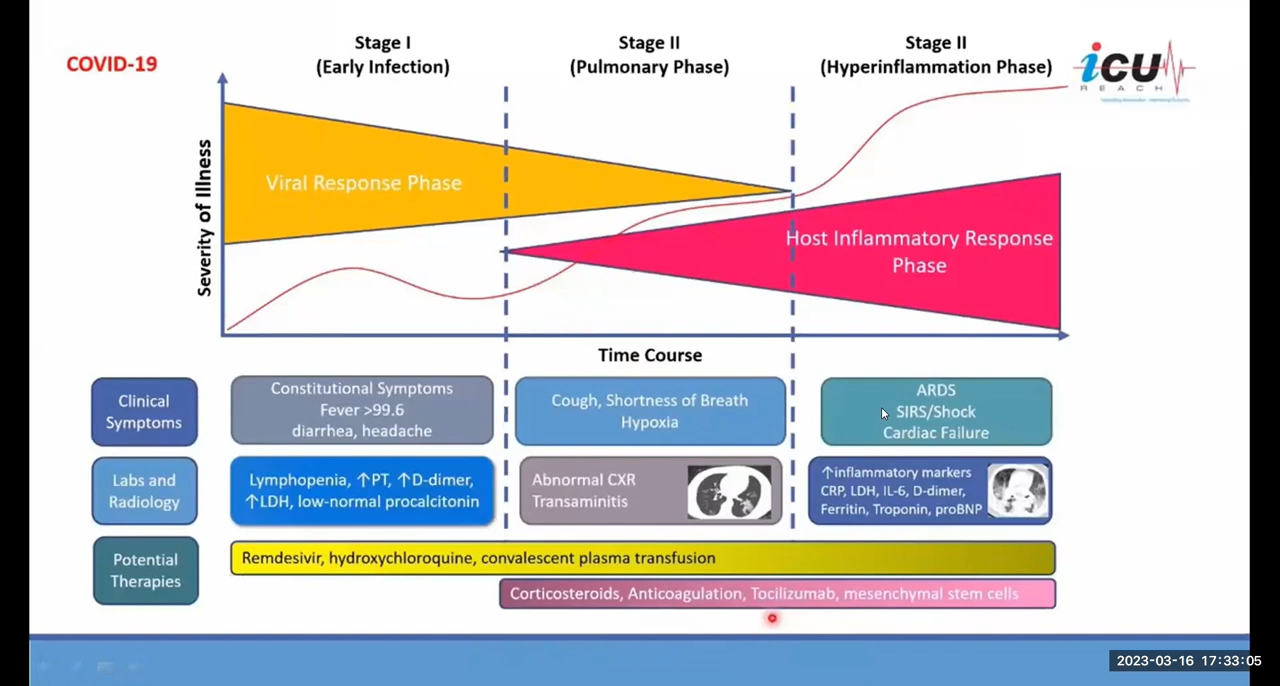 COVID-19
Stage I
(Early Infection)
Stage II
(Pulmonary Phase)
Stage II
(Hyperinflammation Phase)
iCU
REACH
Severity of Illness
Viral Response Phase
Host Inflammatory Response
Phase
Time Course
Clinical
Symptoms
Constitutional Symptoms
Fever >99.6
diarrhea, headache
Cough, Shortness of Breath
Hypoxia
ARDS
SIRS/Shock
Cardiac Failure
Labs and
Radiology
Lymphopenia, ↑PT, ↑D-dimer,
↑LDH, low-normal procalcitonin
Abnormal CXR
Transaminitis
↑inflammatory markers
CRP, LDH, IL-6, D-dimer,
Ferritin, Troponin, proBNP
Potential
Therapies
Remdesivir, hydroxychloroquine, convalescent plasma transfusion
Corticosteroids, Anticoagulation, Tocilizumab, mesenchymal stem cells
2023-03-16 17:33:05